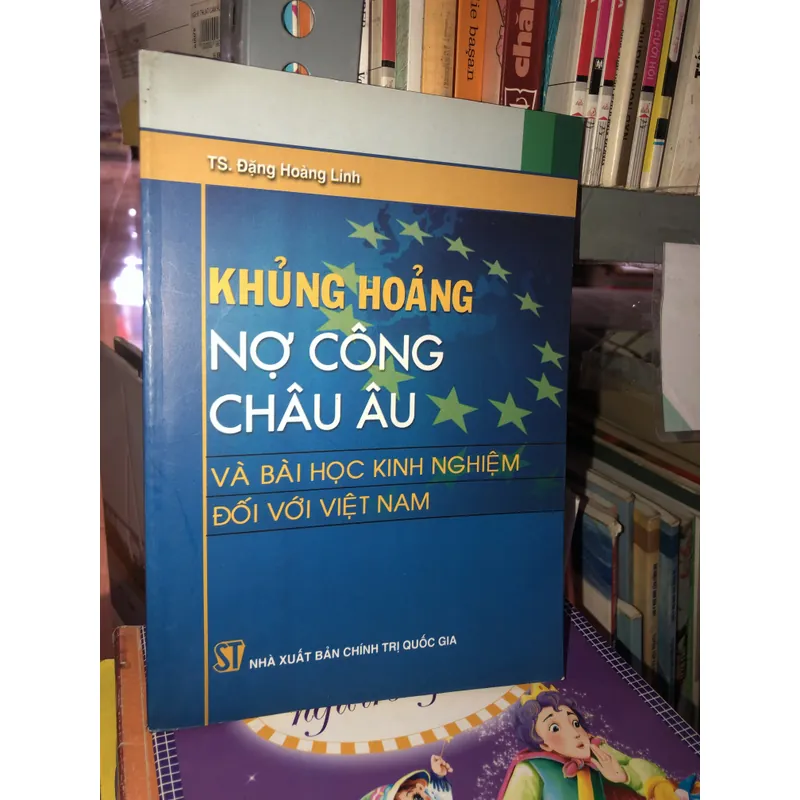 TS. Đặng Hoàng Linh
KHỦNG HOẢNG
NỢ CÔNG
CHÂU ÂU
VÀ BÀI HỌC KINH NGHIỆM
ĐỐI VỚI VIỆT NAM
ST NHÀ XUẤT BẢN CHÍNH TRỊ QUỐC GIA